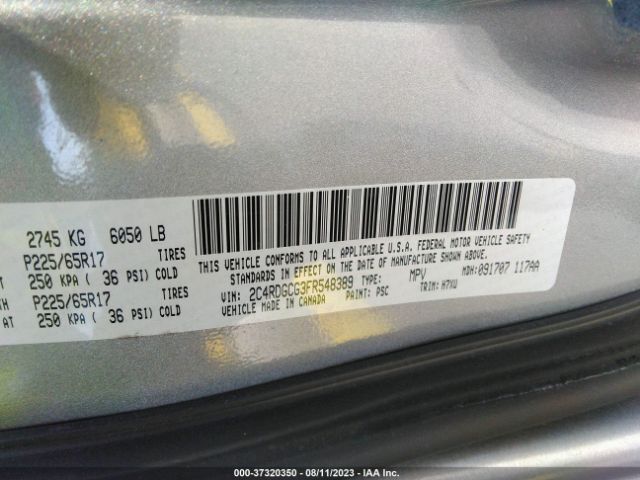 2745 KG 6050 LB
P225/65R17 TIRES
250 KPA ( 36 PSI) COLD
P225/65R17 TIRES
AT 250 KPA ( 36 PSI) COLD
THIS VEHICLE CONFORMS TO ALL APPLICABLE U.S.A. FEDERAL MOTOR VEHICLE SAFETY
STANDARDS IN EFFECT ON THE DATE OF MANUFACTURE SHOWN ABOVE.
VIN: 2C4RDGCG3FR548389 TYPE: MPV MDH:091707 117AA
VEHICLE MADE IN CANADA PAINT: PSC TRIM: H7XU
000-37320350 - 08/11/2023 - IAA Inc.